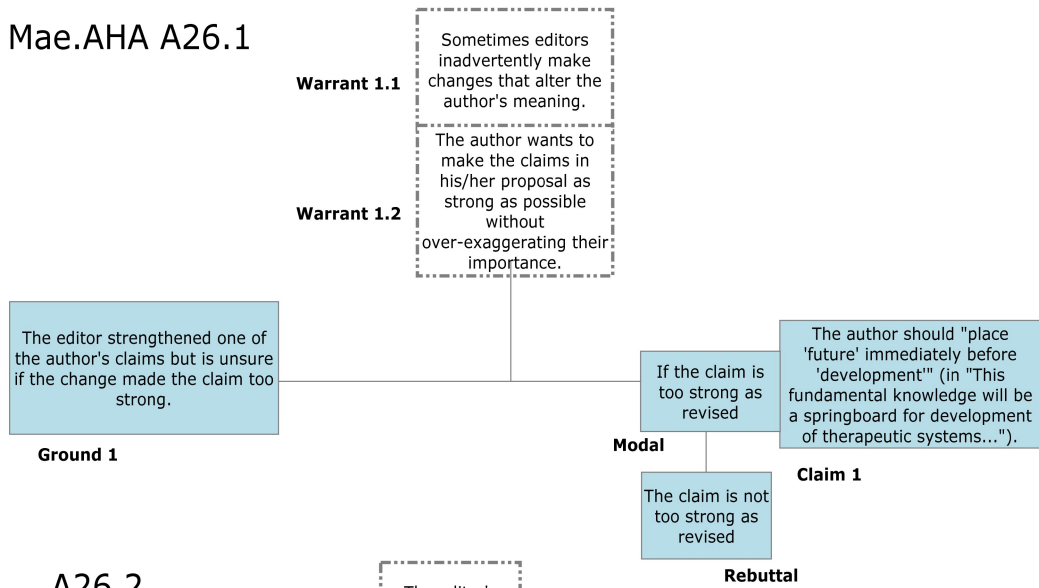 Mae.AHA A26.1
Warrant 1.1
Sometimes editors
inadvertently make
changes that alter the
author's meaning.
Warrant 1.2
The author wants to
make the claims in
his/her proposal as
strong as possible
without
over-exaggerating their
importance.
The editor strengthened one of
the author's claims but is unsure
if the change made the claim too
strong.
Ground 1
If the claim is
too strong as
revised
Modal
The author should "place
'future' immediately before
'development'" (in "This
fundamental knowledge will be
a springboard for development
of therapeutic systems...").
Claim 1
The claim is not
too strong as
revised
Rebuttal
A26.2